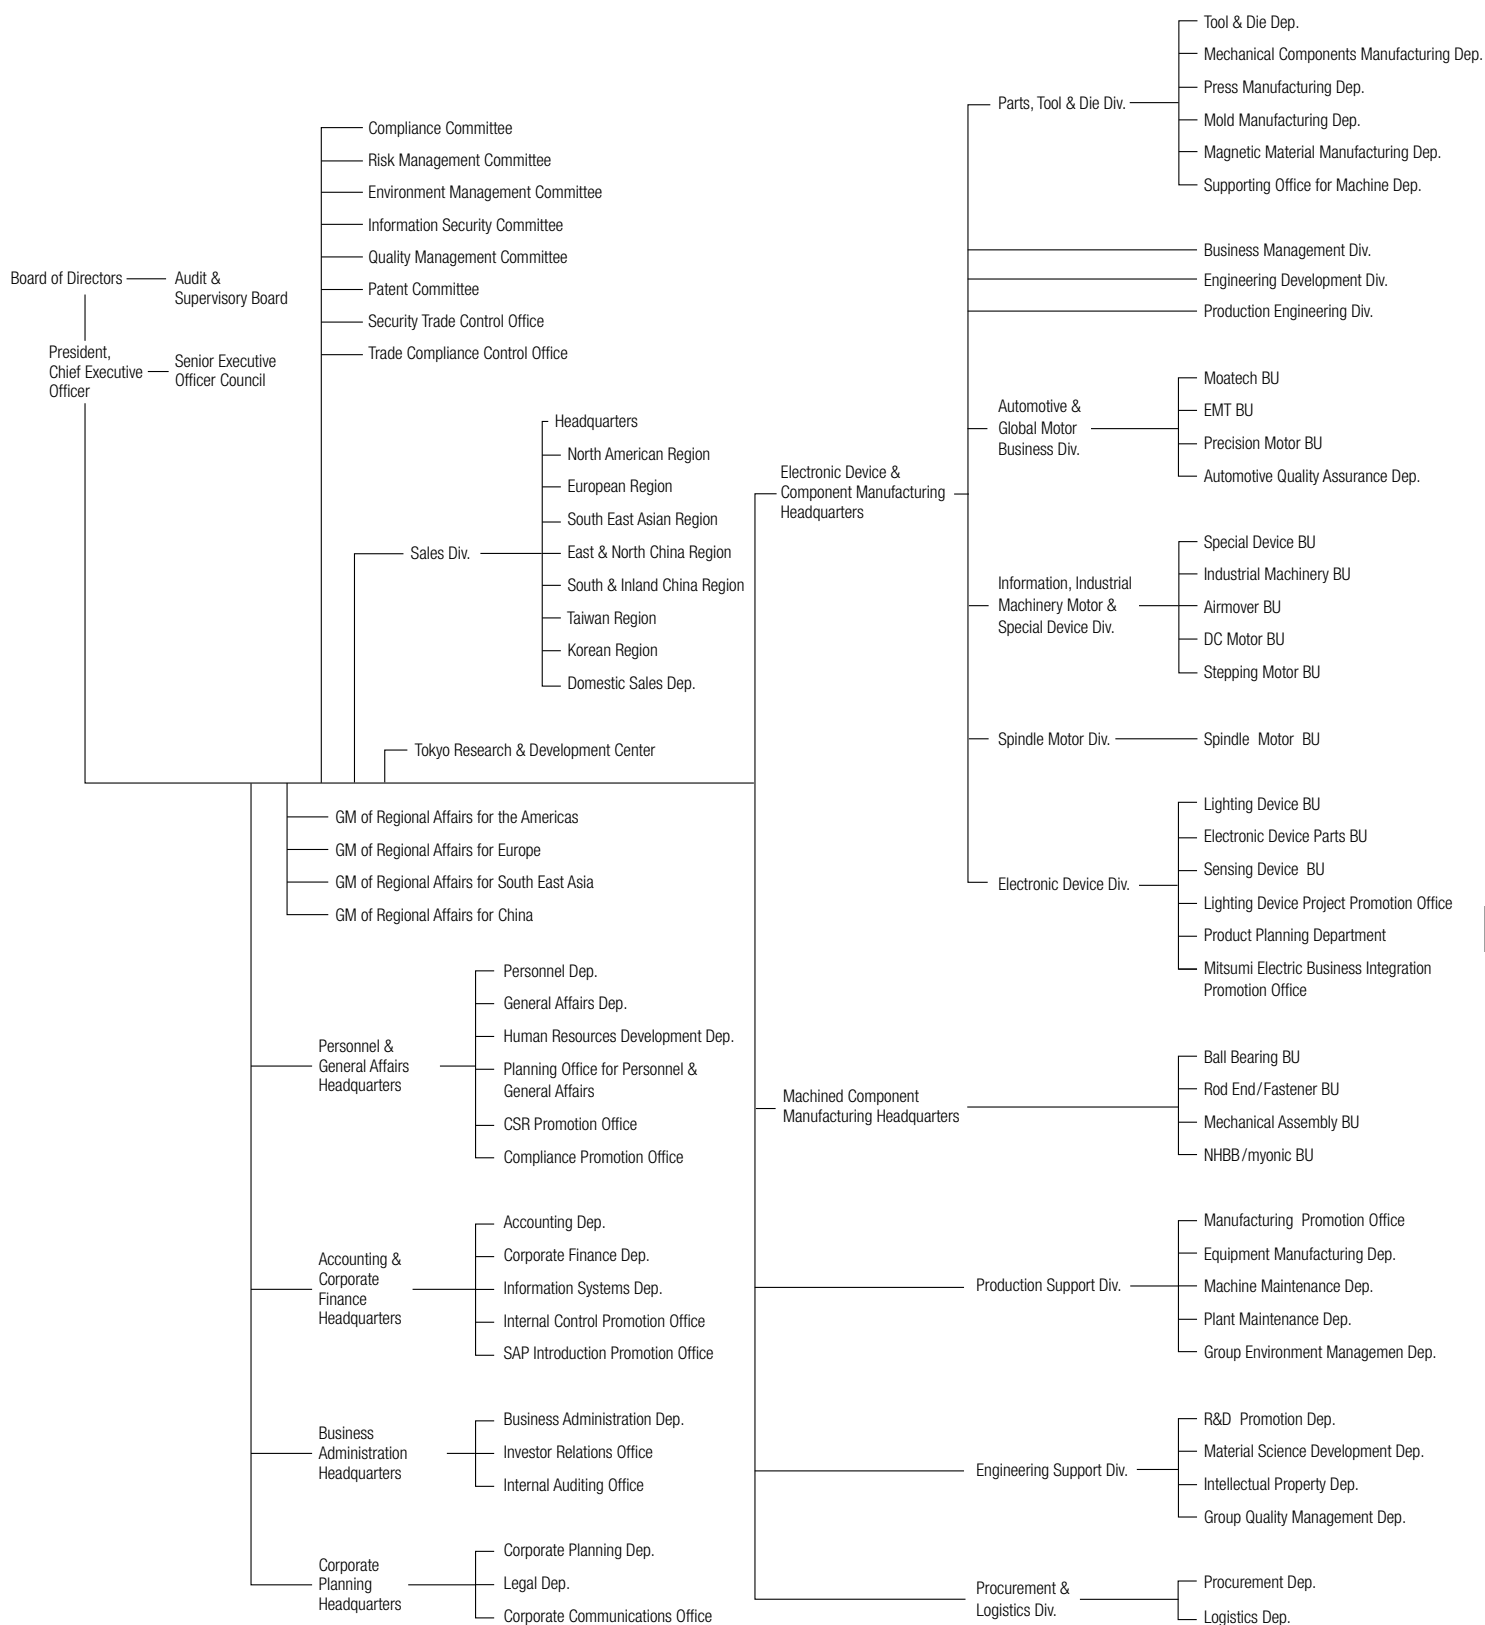 Board of Directors
Audit &
Supervisory Board
President,
Chief Executive
Officer
Senior Executive
Officer Council
Compliance Committee
Risk Management Committee
Environment Management Committee
Information Security Committee
Quality Management Committee
Patent Committee
Security Trade Control Office
Trade Compliance Control Office
Sales Div.
Headquarters
North American Region
European Region
South East Asian Region
East & North China Region
South & Inland China Region
Taiwan Region
Korean Region
Domestic Sales Dep.
Tokyo Research & Development Center
GM of Regional Affairs for the Americas
GM of Regional Affairs for Europe
GM of Regional Affairs for South East Asia
GM of Regional Affairs for China
Personnel &
General Affairs
Headquarters
Personnel Dep.
General Affairs Dep.
Human Resources Development Dep.
Planning Office for Personnel &
General Affairs
CSR Promotion Office
Compliance Promotion Office
Accounting &
Corporate
Finance
Headquarters
Accounting Dep.
Corporate Finance Dep.
Information Systems Dep.
Internal Control Promotion Office
SAP Introduction Promotion Office
Business
Administration
Headquarters
Business Administration Dep.
Investor Relations Office
Internal Auditing Office
Corporate
Planning
Headquarters
Corporate Planning Dep.
Legal Dep.
Corporate Communications Office
Electronic Device &
Component Manufacturing
Headquarters
Parts, Tool & Die Div.
Tool & Die Dep.
Mechanical Components Manufacturing Dep.
Press Manufacturing Dep.
Mold Manufacturing Dep.
Magnetic Material Manufacturing Dep.
Supporting Office for Machine Dep.
Business Management Div.
Engineering Development Div.
Production Engineering Div.
Automotive &
Global Motor
Business Div.
Moatech BU
EMT BU
Precision Motor BU
Automotive Quality Assurance Dep.
Information, Industrial
Machinery Motor &
Special Device Div.
Special Device BU
Industrial Machinery BU
Airmover BU
DC Motor BU
Stepping Motor BU
Spindle Motor Div.
Spindle Motor BU
Electronic Device Div.
Lighting Device BU
Electronic Device Parts BU
Sensing Device BU
Lighting Device Project Promotion Office
Product Planning Department
Mitsumi Electric Business Integration
Promotion Office
Machined Component
Manufacturing Headquarters
Ball Bearing BU
Rod End/Fastener BU
Mechanical Assembly BU
NHBB/myonic BU
Production Support Div.
Manufacturing Promotion Office
Equipment Manufacturing Dep.
Machine Maintenance Dep.
Plant Maintenance Dep.
Group Environment Managemen Dep.
Engineering Support Div.
R&D Promotion Dep.
Material Science Development Dep.
Intellectual Property Dep.
Group Quality Management Dep.
Procurement &
Logistics Div.
Procurement Dep.
Logistics Dep.